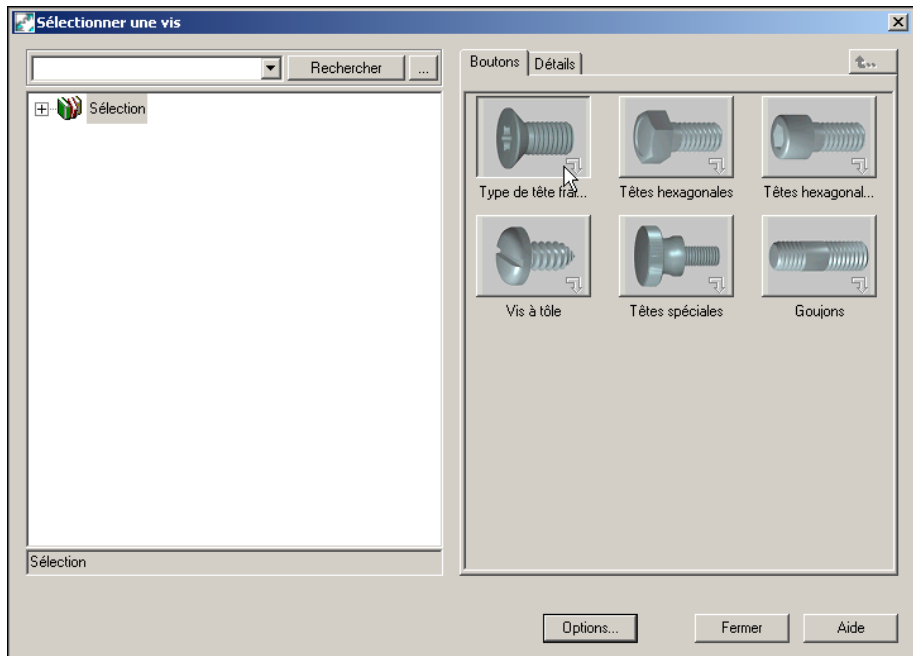 Sélectionner une vis
Rechercher
...
Boutons
Détails
Sélection
Type de tête frai...
Têtes hexagonales
Têtes hexagonal...
Vis à tôle
Têtes spéciales
Goujons
Sélection
Options...
Fermer
Aide